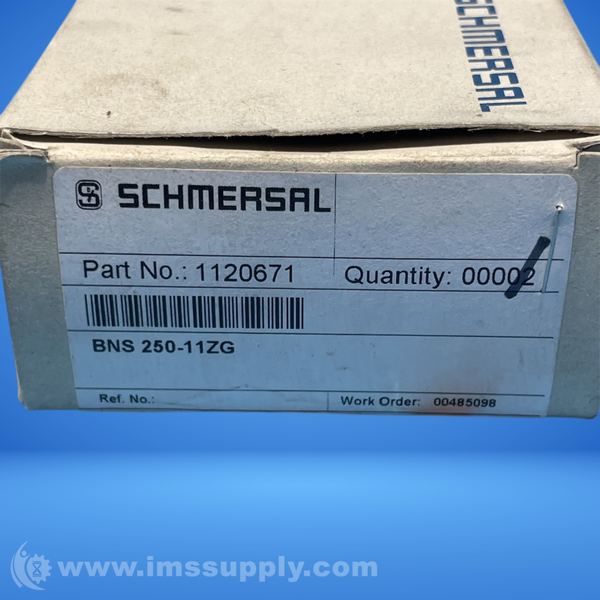 SCHMERSAL
SCHMERSAL
Part No.: 1120671
Quantity: 00002
BNS 250-11ZG
Ref. No.:
Work Order: 00485098
www.imssupply.com